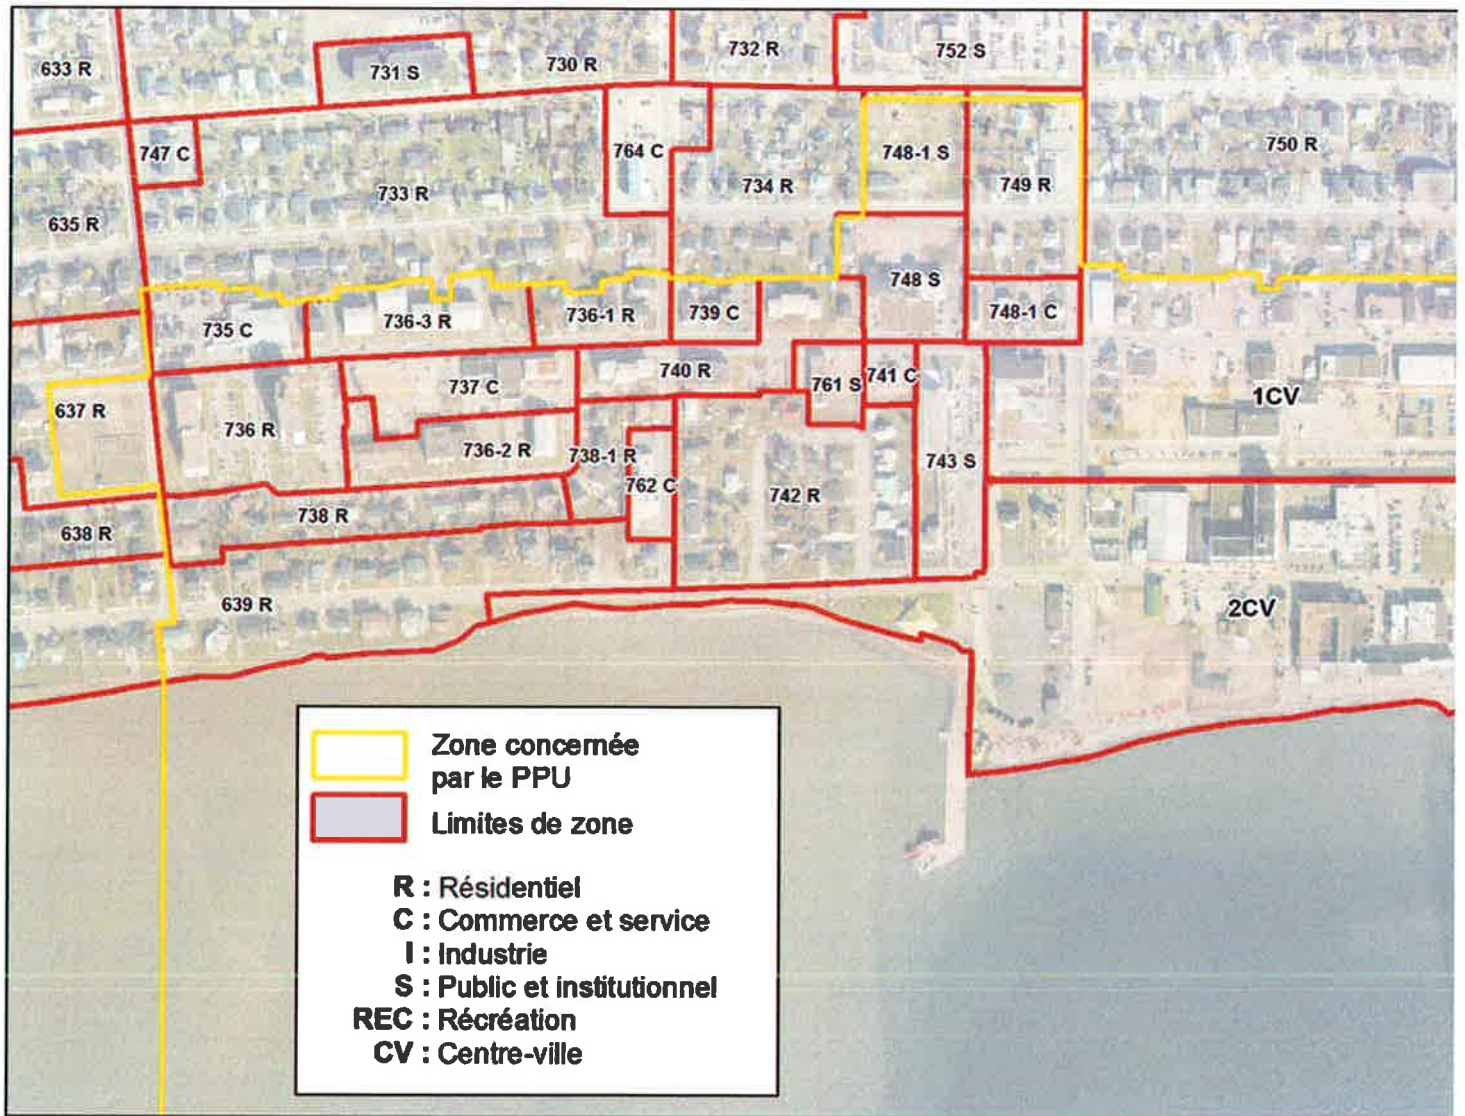 633 R
731 S
730 R
732 R
752 S
747 C
733 R
764 C
734 R
748-1 S
749 R
750 R
635 R
735 C
736-3 R
736-1 R
739 C
748 S
748-1 C
637 R
736 R
737 C
736-2 R
740 R
761 S
741 C
1CV
738-1 R
762 C
742 R
743 S
638 R
738 R
639 R
2CV
Zone concernée
par le PPU
Limites de zone
R : Résidentiel
C : Commerce et service
I : Industrie
S : Public et institutionnel
REC : Récréation
CV : Centre-ville